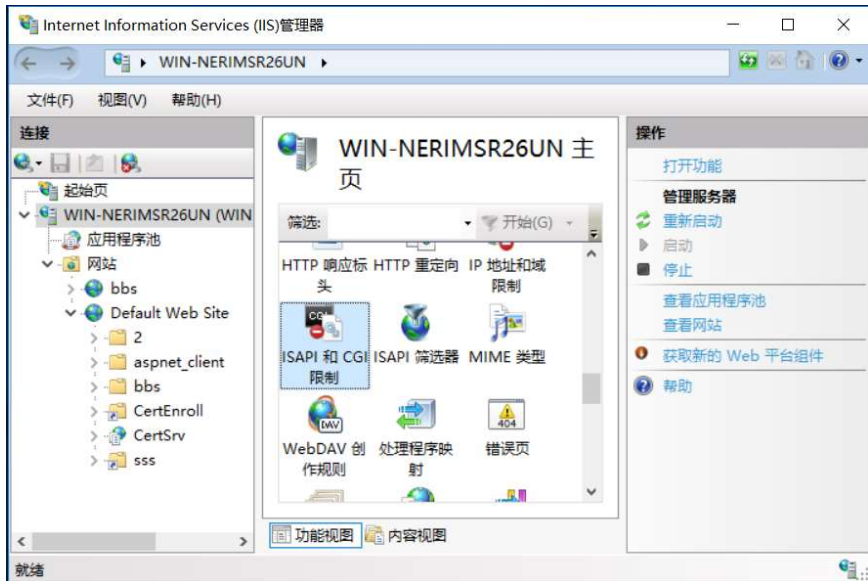 Internet Information Services (IIS)管理器
WIN-NERIMSR26UN
文件(F) 视图(V) 帮助(H)
连接
起始页
WIN-NERIMSR26UN (WIN
应用程序池
网站
bbs
Default Web Site
2
aspnet_client
bbs
CertEnroll
CertSrv
sss
WIN-NERIMSR26UN 主
页
筛选: 开始(G)
HTTP 响应标 HTTP 重定向 IP 地址和域
头 限制
CGI
ISAPI 和 CGI ISAPI 筛选器 MIME 类型
限制
DAV 404
WebDAV 创 处理程序映 错误页
作规则 射
功能视图 内容视图
操作
打开功能
管理服务器
重新启动
启动
停止
查看应用程序池
查看网站
获取新的 Web 平台组件
帮助
就绪